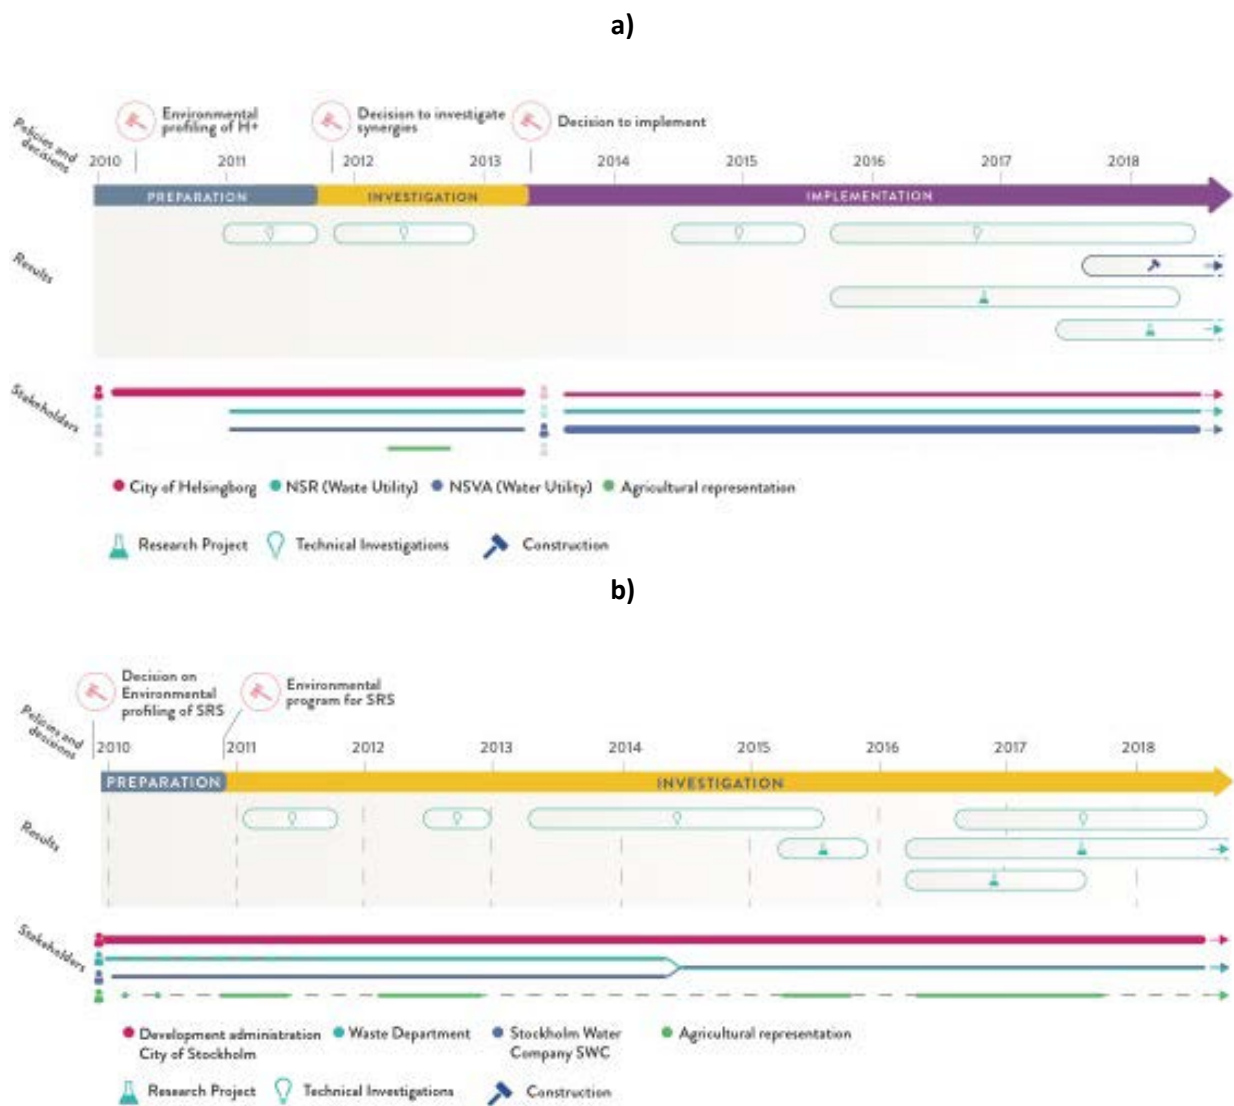 a)
Environmental
profiling of H+
Decision to investigate
synergies
Decision to implement
Policies and
decisions
2010 2011 2012 2013 2014 2015 2016 2017 2018
PREPARATION INVESTIGATION IMPLEMENTATION
Results
Stakeholders
City of Helsingborg NSR (Waste Utility) NSVA (Water Utility) Agricultural representation
Research Project Technical Investigations Construction
b)
Decision on
Environmental
profiling of SRS
Environmental
program for SRS
Policies and
decisions
2010 2011 2012 2013 2014 2015 2016 2017 2018
PREPARATION INVESTIGATION
Results
Stakeholders
Development administration
City of Stockholm
Waste Department
Stockholm Water
Company SWC
Agricultural representation
Research Project Technical Investigations Construction